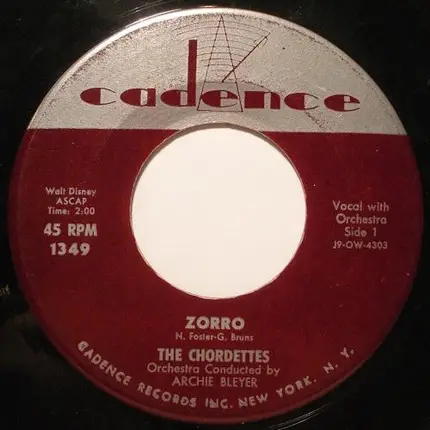 cadence
Walt Disney
ASCAP
Time: 2:00
45 RPM
1349
Vocal with
Orchestra
Side 1
J9-OW-4303
ZORRO
N. Foster-G. Bruns
THE CHORDETTES
Orchestra Conducted by
ARCHIE BLEYER
CADENCE RECORDS INC. NEW YORK, N. Y.